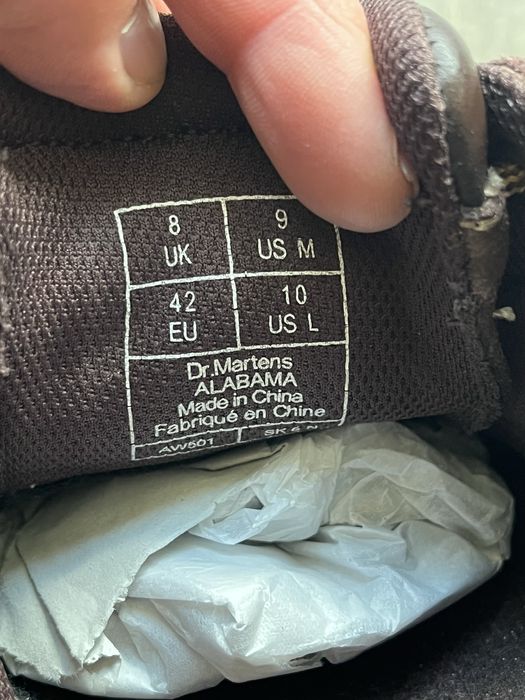 8 9
UK US M
42 10
EU US L
Dr.Martens
ALABAMA
Made in China
Fabriqué en Chine
AW501